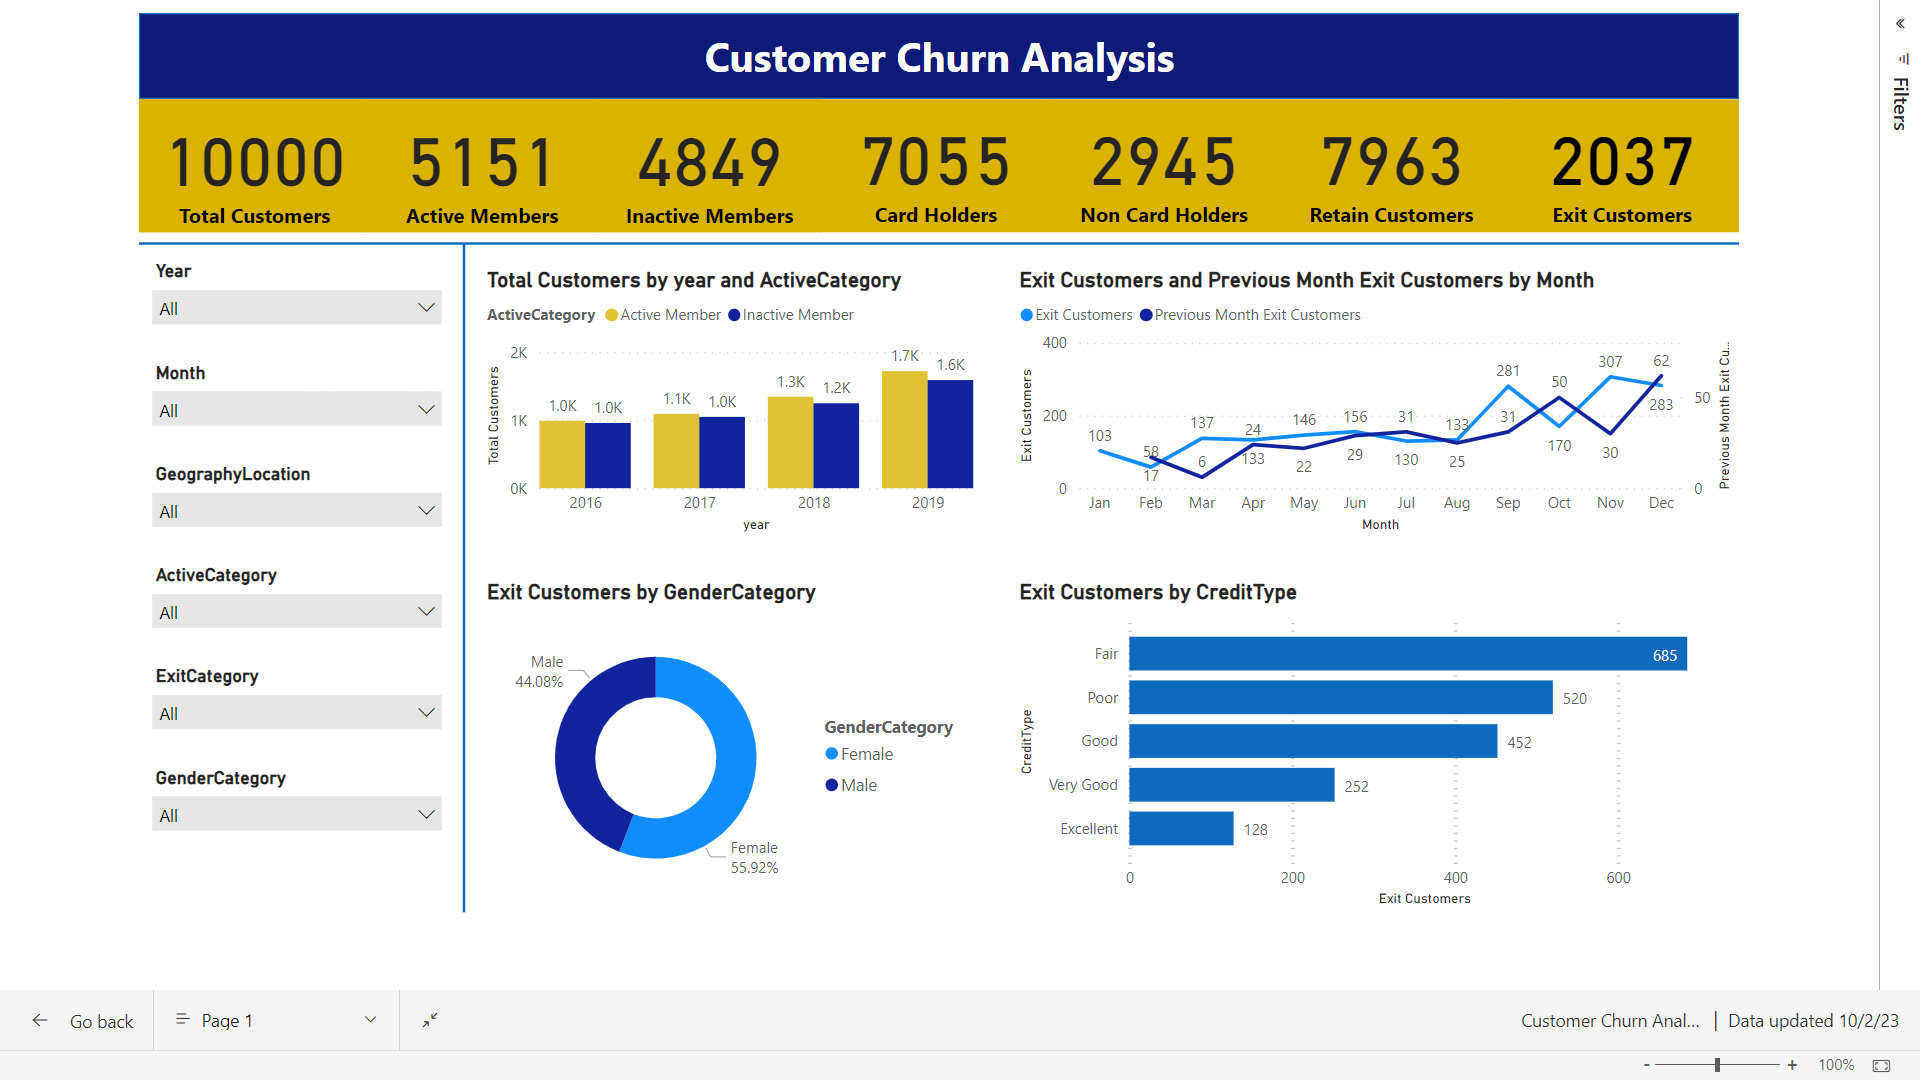 Customer Churn Analysis
10000
Total Customers
5151
Active Members
4849
Inactive Members
7055
Card Holders
2945
Non Card Holders
7963
Retain Customers
2037
Exit Customers
Filters
Year
All
Month
All
GeographyLocation
All
ActiveCategory
All
ExitCategory
All
GenderCategory
All
Total Customers by year and ActiveCategory
ActiveCategory Active Member Inactive Member
Total Customers
2K
1K
0K
1.0K 1.0K 1.1K 1.0K 1.3K 1.2K 1.7K 1.6K
2016 2017 2018 2019
year
Exit Customers and Previous Month Exit Customers by Month
Exit Customers Previous Month Exit Customers
Exit Customers
400
200
0
103 58 137 24 146 156 31 133 281 50 307 62
17 6 133 22 29 130 25 31 170 30 283
50
0
Previous Month Exit Cu...
Jan Feb Mar Apr May Jun Jul Aug Sep Oct Nov Dec
Month
Exit Customers by GenderCategory
Male
44.08%
Female
55.92%
GenderCategory
Female
Male
Exit Customers by CreditType
CreditType
Fair 685
Poor 520
Good 452
Very Good 252
Excellent 128
0 200 400 600
Exit Customers
Go back
Page 1
Customer Churn Anal... | Data updated 10/2/23
- + 100%